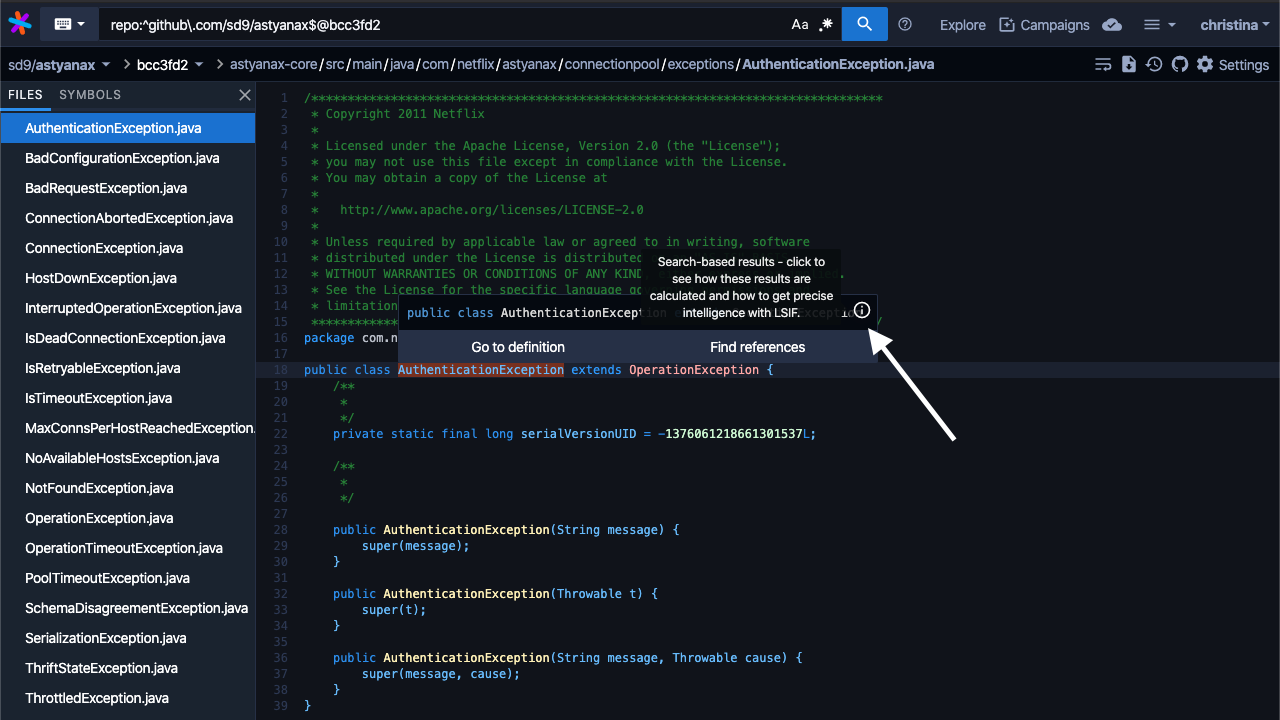 repo:^github\.com/sd9/astyanax$@bcc3fd2 Aa .* Explore Campaigns christina
sd9/astyanax > bcc3fd2 > astyanax-core/src/main/java/com/netflix/astyanax/connectionpool/exceptions/AuthenticationException.java Settings
FILES SYMBOLS
AuthenticationException.java
BadConfigurationException.java
BadRequestException.java
ConnectionAbortedException.java
ConnectionException.java
HostDownException.java
InterruptedOperationException.java
IsDeadConnectionException.java
IsRetryableException.java
IsTimeoutException.java
MaxConnsPerHostReachedException.
NoAvailableHostsException.java
NotFoundException.java
OperationException.java
OperationTimeoutException.java
PoolTimeoutException.java
SchemaDisagreementException.java
SerializationException.java
ThriftStateException.java
ThrottledException.java
1 /*******************************************************************************
2 * Copyright 2011 Netflix
3 *
4 * Licensed under the Apache License, Version 2.0 (the "License");
5 * you may not use this file except in compliance with the License.
6 * You may obtain a copy of the License at
7 *
8 *   http://www.apache.org/licenses/LICENSE-2.0
9 *
10 * Unless required by applicable law or agreed to in writing, software
11 * distributed under the License is distributed
12 * WITHOUT WARRANTIES OR CONDITIONS OF ANY KIND,
13 * See the License for the specific language
14 * limitation
15 ************
16 package com.n
17
18 public class AuthenticationException extends OperationException {
19 /**
20 *
21 */
22 private static final long serialVersionUID = -1376061218661301537L;
23
24 /**
25 *
26 */
27
28 public AuthenticationException(String message) {
29 super(message);
30 }
31
32 public AuthenticationException(Throwable t) {
33 super(t);
34 }
35
36 public AuthenticationException(String message, Throwable cause) {
37 super(message, cause);
38 }
39 }
Search-based results - click to
see how these results are
calculated and how to get precise
intelligence with LSIF.
public class AuthenticationException
Go to definition Find references